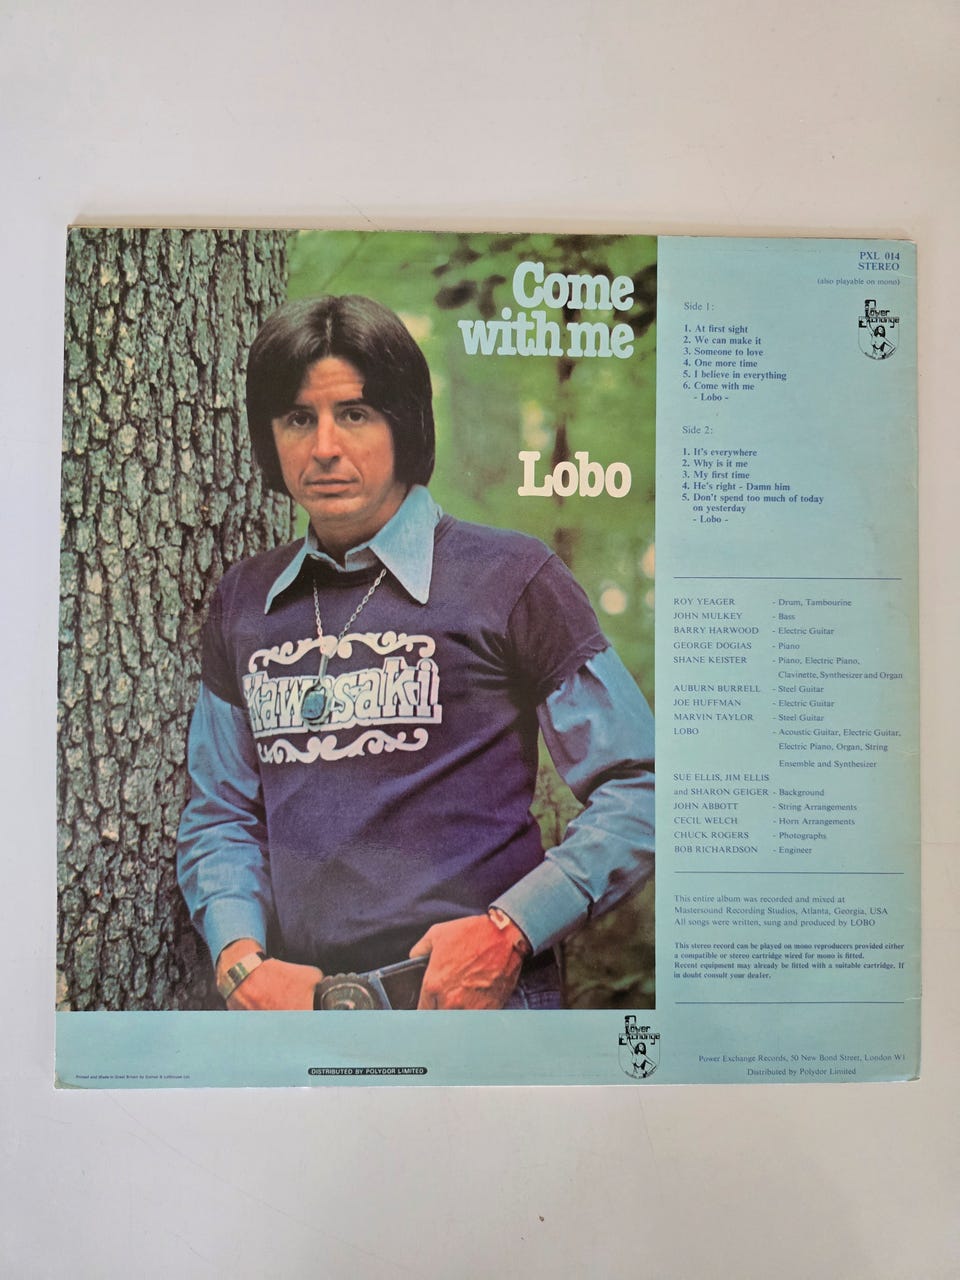 Come
with me
Lobo
Kawasaki
PXL 014
STEREO
(also playable on mono)
Power
Exchange
Side 1:
1. At first sight
2. We can make it
3. Someone to love
4. One more time
5. I believe in everything
6. Come with me
- Lobo -
Side 2:
1. It's everywhere
2. Why is it me
3. My first time
4. He's right - Damn him
5. Don't spend too much of today
on yesterday
- Lobo -
ROY YEAGER - Drum, Tambourine
JOHN MULKEY - Bass
BARRY HARWOOD - Electric Guitar
GEORGE DOGIAS - Piano
SHANE KEISTER - Piano, Electric Piano,
Clavinette, Synthesizer and Organ
AUBURN BURRELL - Steel Guitar
JOE HUFFMAN - Electric Guitar
MARVIN TAYLOR - Steel Guitar
LOBO - Acoustic Guitar, Electric Guitar,
Electric Piano, Organ, String
Ensemble and Synthesizer
SUE ELLIS, JIM ELLIS
and SHARON GEIGER - Background
JOHN ABBOTT - String Arrangements
CECIL WELCH - Horn Arrangements
CHUCK ROGERS - Photographs
BOB RICHARDSON - Engineer
This entire album was recorded and mixed at
Mastersound Recording Studios, Atlanta, Georgia, USA
All songs were written, sung and produced by LOBO
This stereo record can be played on mono reproducers provided either
a compatible or stereo cartridge wired for mono is fitted.
Recent equipment may already be fitted with a suitable cartridge. If
in doubt consult your dealer.
Power
Exchange
Power Exchange Records, 50 New Bond Street, London W1
Distributed by Polydor Limited
DISTRIBUTED BY POLYDOR LIMITED
Printed and Made in Great Britain by